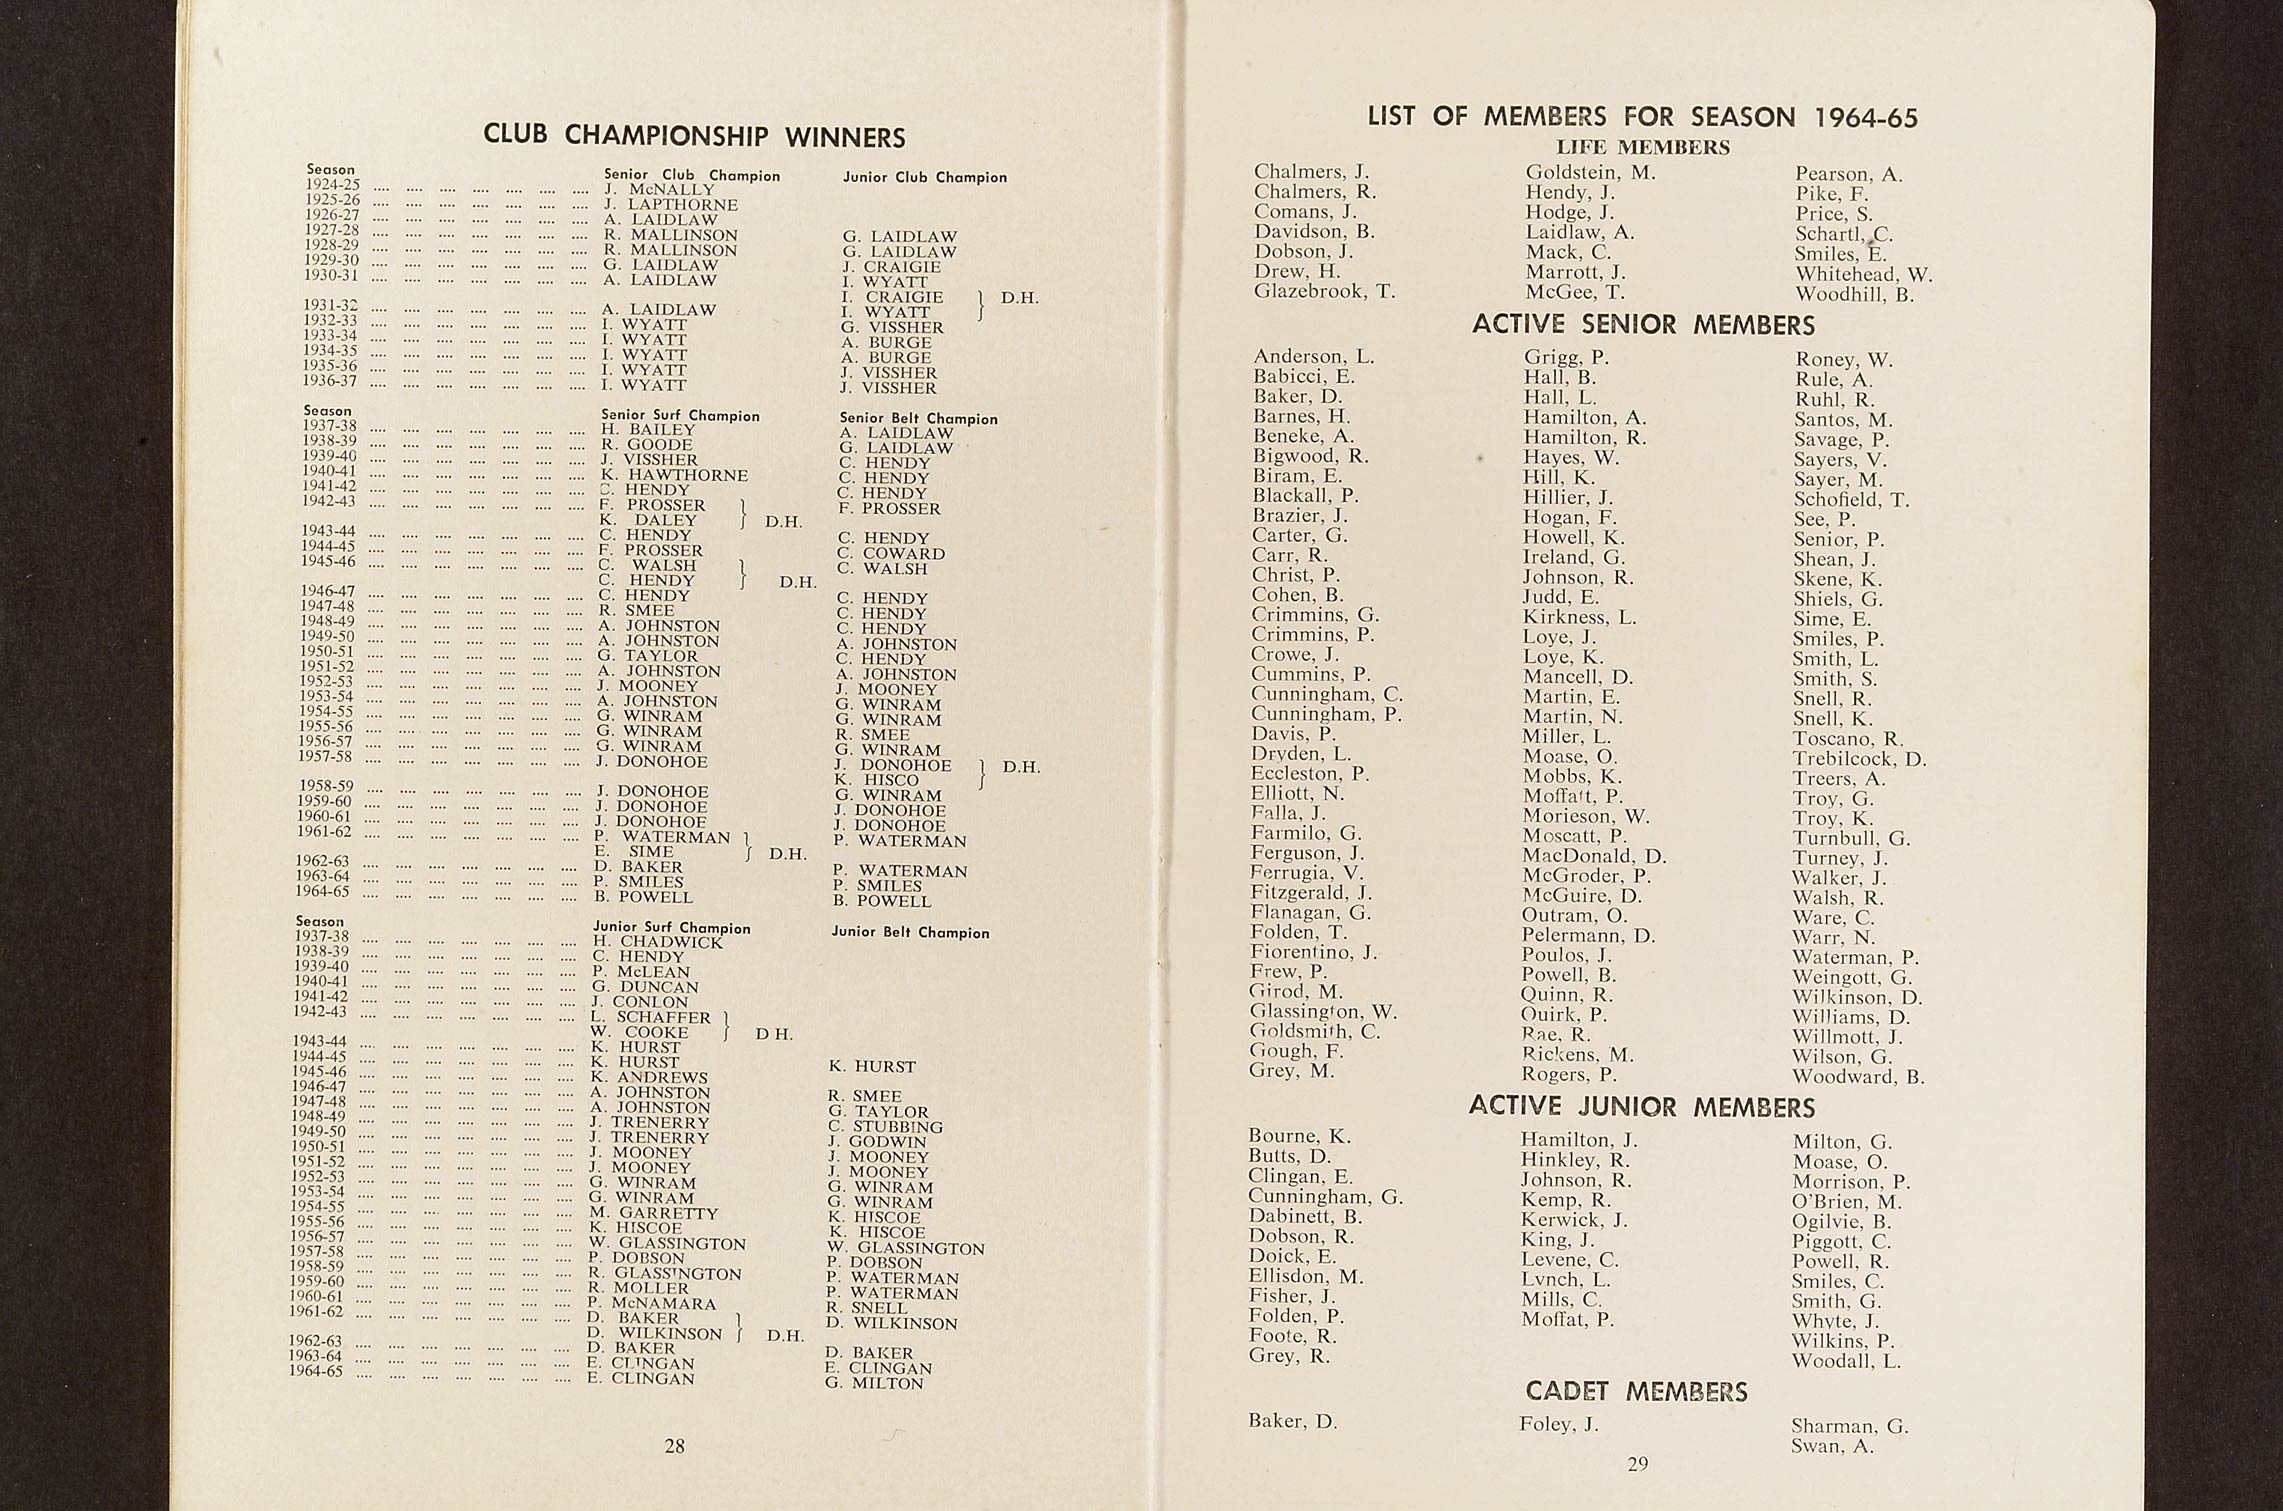 CLUB CHAMPIONSHIP WINNERS
Season Senior Club Champion Junior Club Champion
1924-25 .... .... .... .... .... .... .... J. McNALLY
1925-26 .... .... .... .... .... .... .... J. LAPTHORNE
1926-27 .... .... .... .... .... .... .... A. LAIDLAW
1927-28 .... .... .... .... .... .... .... R. MALLINSON G. LAIDLAW
1928-29 .... .... .... .... .... .... .... R. MALLINSON G. LAIDLAW
1929-30 .... .... .... .... .... .... .... G. LAIDLAW J. CRAIGIE
1930-31 .... .... .... .... .... .... .... A. LAIDLAW I. WYATT
I. CRAIGIE } D.H.
1931-32 .... .... .... .... .... .... .... A. LAIDLAW I. WYATT
1932-33 .... .... .... .... .... .... .... I. WYATT G. VISSHER
1933-34 .... .... .... .... .... .... .... I. WYATT A. BURGE
1934-35 .... .... .... .... .... .... .... I. WYATT A. BURGE
1935-36 .... .... .... .... .... .... .... I. WYATT J. VISSHER
1936-37 .... .... .... .... .... .... .... I. WYATT J. VISSHER
Season Senior Surf Champion Senior Belt Champion
1937-38 .... .... .... .... .... .... .... H. BAILEY A. LAIDLAW
1938-39 .... .... .... .... .... .... .... R. GOODE G. LAIDLAW
1939-40 .... .... .... .... .... .... .... J. VISSHER C. HENDY
1940-41 .... .... .... .... .... .... .... K. HAWTHORNE C. HENDY
1941-42 .... .... .... .... .... .... .... C. HENDY C. HENDY
1942-43 .... .... .... .... .... .... .... F. PROSSER F. PROSSER
K. DALEY } D.H.
1943-44 .... .... .... .... .... .... .... C. HENDY C. HENDY
1944-45 .... .... .... .... .... .... .... F. PROSSER C. COWARD
1945-46 .... .... .... .... .... .... .... C. WALSH C. WALSH
C. HENDY } D.H.
1946-47 .... .... .... .... .... .... .... C. HENDY C. HENDY
1947-48 .... .... .... .... .... .... .... R. SMEE C. HENDY
1948-49 .... .... .... .... .... .... .... A. JOHNSTON C. HENDY
1949-50 .... .... .... .... .... .... .... A. JOHNSTON A. JOHNSTON
1950-51 .... .... .... .... .... .... .... G. TAYLOR C. HENDY
1951-52 .... .... .... .... .... .... .... A. JOHNSTON A. JOHNSTON
1952-53 .... .... .... .... .... .... .... J. MOONEY J. MOONEY
1953-54 .... .... .... .... .... .... .... A. JOHNSTON G. WINRAM
1954-55 .... .... .... .... .... .... .... G. WINRAM G. WINRAM
1955-56 .... .... .... .... .... .... .... G. WINRAM R. SMEE
1956-57 .... .... .... .... .... .... .... G. WINRAM G. WINRAM
1957-58 .... .... .... .... .... .... .... J. DONOHOE J. DONOHOE } D.H.
K. HISCO
1958-59 .... .... .... .... .... .... .... J. DONOHOE G. WINRAM
1959-60 .... .... .... .... .... .... .... J. DONOHOE J. DONOHOE
1960-61 .... .... .... .... .... .... .... J. DONOHOE J. DONOHOE
1961-62 .... .... .... .... .... .... .... P. WATERMAN P. WATERMAN
E. SIME } D.H.
1962-63 .... .... .... .... .... .... .... D. BAKER P. WATERMAN
1963-64 .... .... .... .... .... .... .... P. SMILES P. SMILES
1964-65 .... .... .... .... .... .... .... B. POWELL B. POWELL
Season Junior Surf Champion Junior Belt Champion
1937-38 .... .... .... .... .... .... .... H. CHADWICK
1938-39 .... .... .... .... .... .... .... C. HENDY
1939-40 .... .... .... .... .... .... .... P. McLEAN
1940-41 .... .... .... .... .... .... .... G. DUNCAN
1941-42 .... .... .... .... .... .... .... J. CONLON
1942-43 .... .... .... .... .... .... .... L. SCHAFFER
W. COOKE } D H.
1943-44 .... .... .... .... .... .... .... K. HURST
1944-45 .... .... .... .... .... .... .... K. HURST K. HURST
1945-46 .... .... .... .... .... .... .... K. ANDREWS
1946-47 .... .... .... .... .... .... .... A. JOHNSTON R. SMEE
1947-48 .... .... .... .... .... .... .... A. JOHNSTON G. TAYLOR
1948-49 .... .... .... .... .... .... .... J. TRENERRY C. STUBBING
1949-50 .... .... .... .... .... .... .... J. TRENERRY J. GODWIN
1950-51 .... .... .... .... .... .... .... J. MOONEY J. MOONEY
1951-52 .... .... .... .... .... .... .... J. MOONEY J. MOONEY
1952-53 .... .... .... .... .... .... .... G. WINRAM G. WINRAM
1953-54 .... .... .... .... .... .... .... G. WINRAM G. WINRAM
1954-55 .... .... .... .... .... .... .... M. GARRETTY K. HISCOE
1955-56 .... .... .... .... .... .... .... K. HISCOE K. HISCOE
1956-57 .... .... .... .... .... .... .... W. GLASSINGTON W. GLASSINGTON
1957-58 .... .... .... .... .... .... .... P. DOBSON P. DOBSON
1958-59 .... .... .... .... .... .... .... R. GLASSINGTON P. WATERMAN
1959-60 .... .... .... .... .... .... .... R. MOLLER P. WATERMAN
1960-61 .... .... .... .... .... .... .... P. McNAMARA R. SNELL
1961-62 .... .... .... .... .... .... .... D. BAKER D. WILKINSON
D. WILKINSON } D.H.
1962-63 .... .... .... .... .... .... .... D. BAKER D. BAKER
1963-64 .... .... .... .... .... .... .... E. CLINGAN E. CLINGAN
1964-65 .... .... .... .... .... .... .... E. CLINGAN G. MILTON
28
LIST OF MEMBERS FOR SEASON 1964-65
LIFE MEMBERS
Chalmers, J. Goldstein, M. Pearson, A.
Chalmers, R. Hendy, J. Pike, F.
Comans, J. Hodge, J. Price, S.
Davidson, B. Laidlaw, A. Schartl, C.
Dobson, J. Mack, C. Smiles, E.
Drew, H. Marrott, J. Whitehead, W.
Glazebrook, T. McGee, T. Woodhill, B.
ACTIVE SENIOR MEMBERS
Anderson, L. Grigg, P. Roney, W.
Babicci, E. Hall, B. Rule, A.
Baker, D. Hall, L. Ruhl, R.
Barnes, H. Hamilton, A. Santos, M.
Beneke, A. Hamilton, R. Savage, P.
Bigwood, R. Hayes, W. Sayers, V.
Biram, E. Hill, K. Sayer, M.
Blackall, P. Hillier, J. Schofield, T.
Brazier, J. Hogan, F. See, P.
Carter, G. Howell, K. Senior, P.
Carr, R. Ireland, G. Shean, J.
Christ, P. Johnson, R. Skene, K.
Cohen, B. Judd, E. Shiels, G.
Crimmins, G. Kirkness, L. Sime, E.
Crimmins, P. Loye, J. Smiles, P.
Crowe, J. Loye, K. Smith, L.
Cummins, P. Mancell, D. Smith, S.
Cunningham, C. Martin, E. Snell, R.
Cunningham, P. Martin, N. Snell, K.
Davis, P. Miller, L. Toscano, R.
Dryden, L. Moase, O. Trebilcock, D.
Eccleston, P. Mobbs, K. Treers, A.
Elliott, N. Moffatt, P. Troy, G.
Falla, J. Morieson, W. Troy, K.
Farmilo, G. Moscatt, P. Turnbull, G.
Ferguson, J. MacDonald, D. Turney, J.
Ferrugia, V. McGroder, P. Walker, J.
Fitzgerald, J. McGuire, D. Walsh, R.
Flanagan, G. Outram, O. Ware, C.
Folden, T. Pelermann, D. Warr, N.
Fiorentino, J. Poulos, J. Waterman, P.
Frew, P. Powell, B. Weingott, G.
Girod, M. Quinn, R. Wilkinson, D.
Glassington, W. Quirk, P. Williams, D.
Goldsmith, C. Rae, R. Willmott, J.
Gough, F. Rickens, M. Wilson, G.
Grey, M. Rogers, P. Woodward, B.
ACTIVE JUNIOR MEMBERS
Bourne, K. Hamilton, J. Milton, G.
Butts, D. Hinkley, R. Moase, O.
Clingan, E. Johnson, R. Morrison, P.
Cunningham, G. Kemp, R. O'Brien, M.
Dabinett, B. Kerwick, J. Ogilvie, B.
Dobson, R. King, J. Piggott, C.
Doick, E. Levene, C. Powell, R.
Ellisdon, M. Lynch, L. Smiles, C.
Fisher, J. Mills, C. Smith, G.
Folden, P. Moffat, P. Whyte, J.
Foote, R. Wilkins, P.
Grey, R. Woodall, L.
CADET MEMBERS
Baker, D. Foley, J. Sharman, G.
Swan, A.
29